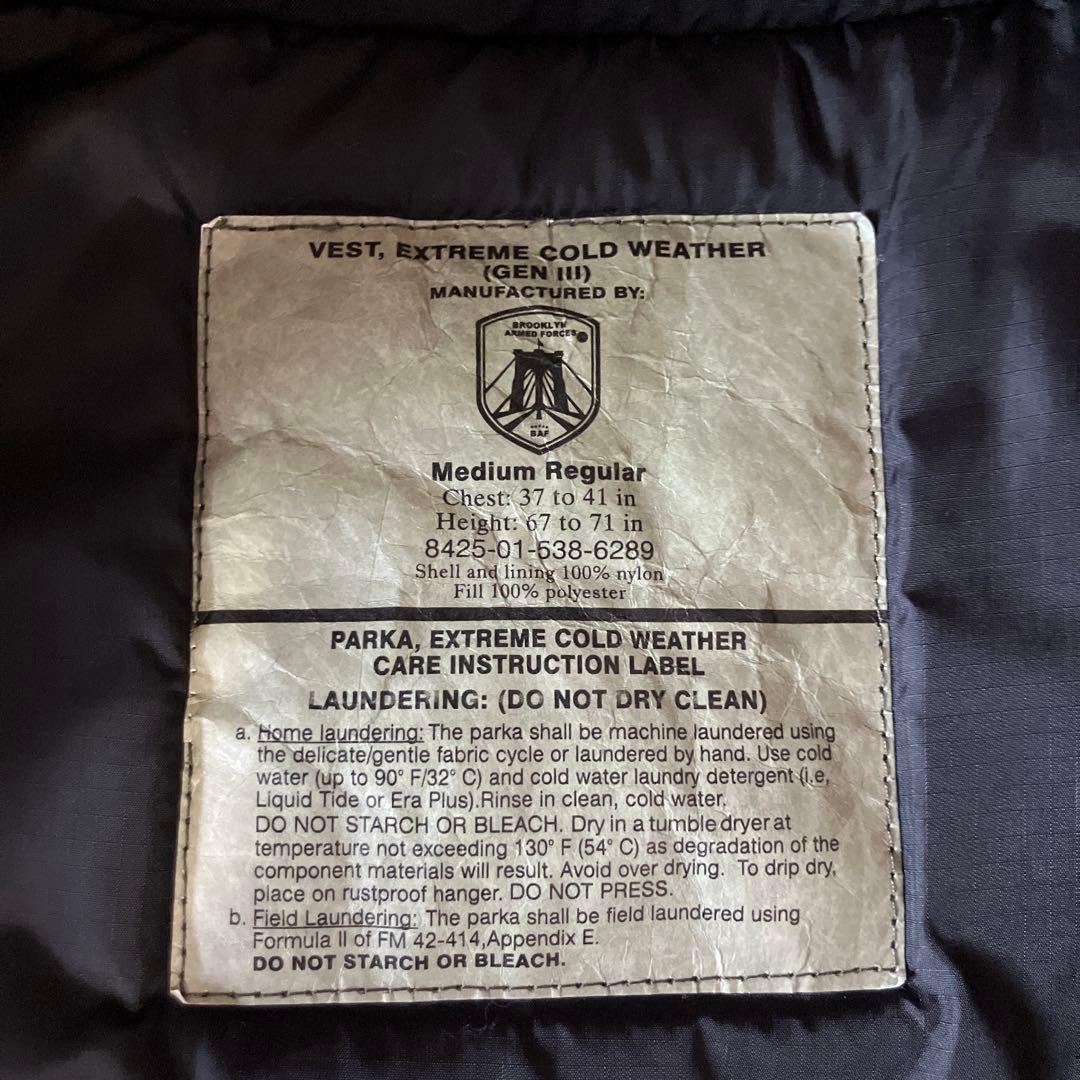 VEST, EXTREME COLD WEATHER
(GEN III)
MANUFACTURED BY:
BROOKLYN
ARMED FORCES
BAF
Medium Regular
Chest: 37 to 41 in
Height: 67 to 71 in
8425-01-538-6289
Shell and lining 100% nylon
Fill 100% polyester
PARKA, EXTREME COLD WEATHER
CARE INSTRUCTION LABEL
LAUNDERING: (DO NOT DRY CLEAN)
a. Home laundering: The parka shall be machine laundered using
the delicate/gentle fabric cycle or laundered by hand. Use cold
water (up to 90° F/32° C) and cold water laundry detergent (i.e,
Liquid Tide or Era Plus).Rinse in clean, cold water.
DO NOT STARCH OR BLEACH. Dry in a tumble dryer at
temperature not exceeding 130° F (54° C) as degradation of the
component materials will result. Avoid over drying. To drip dry,
place on rustproof hanger. DO NOT PRESS.
b. Field Laundering: The parka shall be field laundered using
Formula II of FM 42-414,Appendix E.
DO NOT STARCH OR BLEACH.